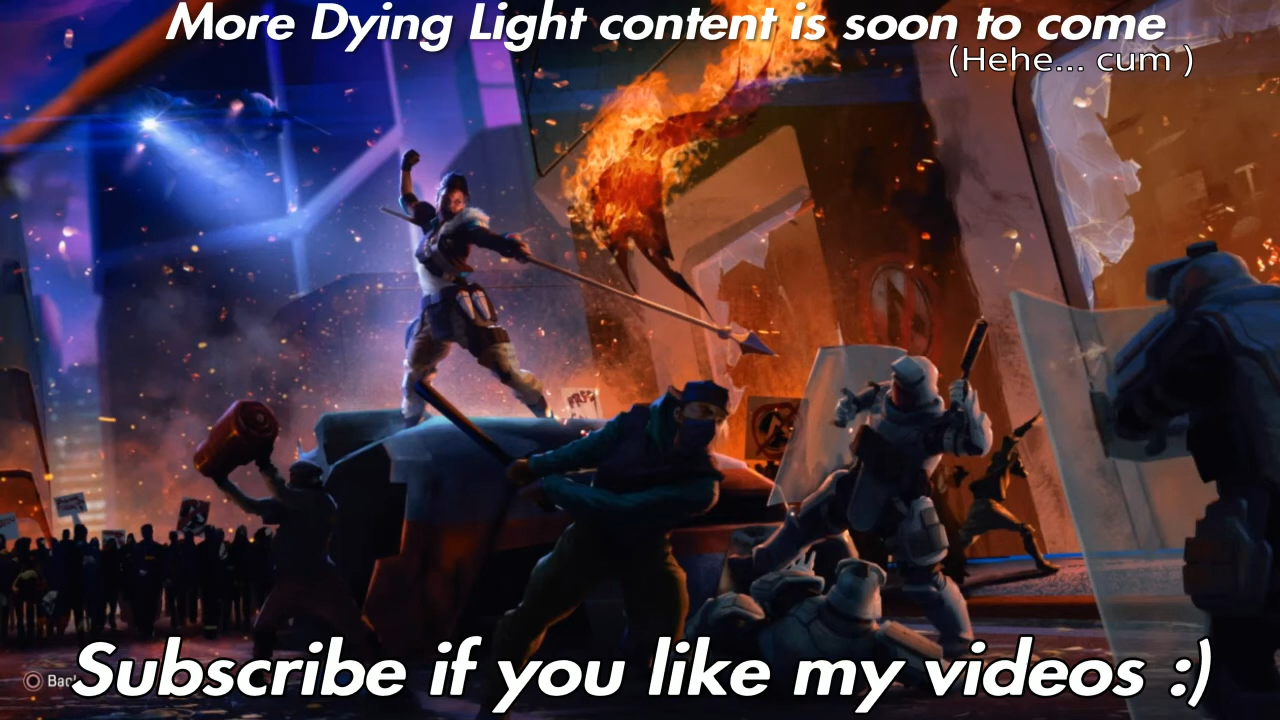 More Dying Light content is soon to come
(Hehe... cum )
Subscribe if you like my videos :)